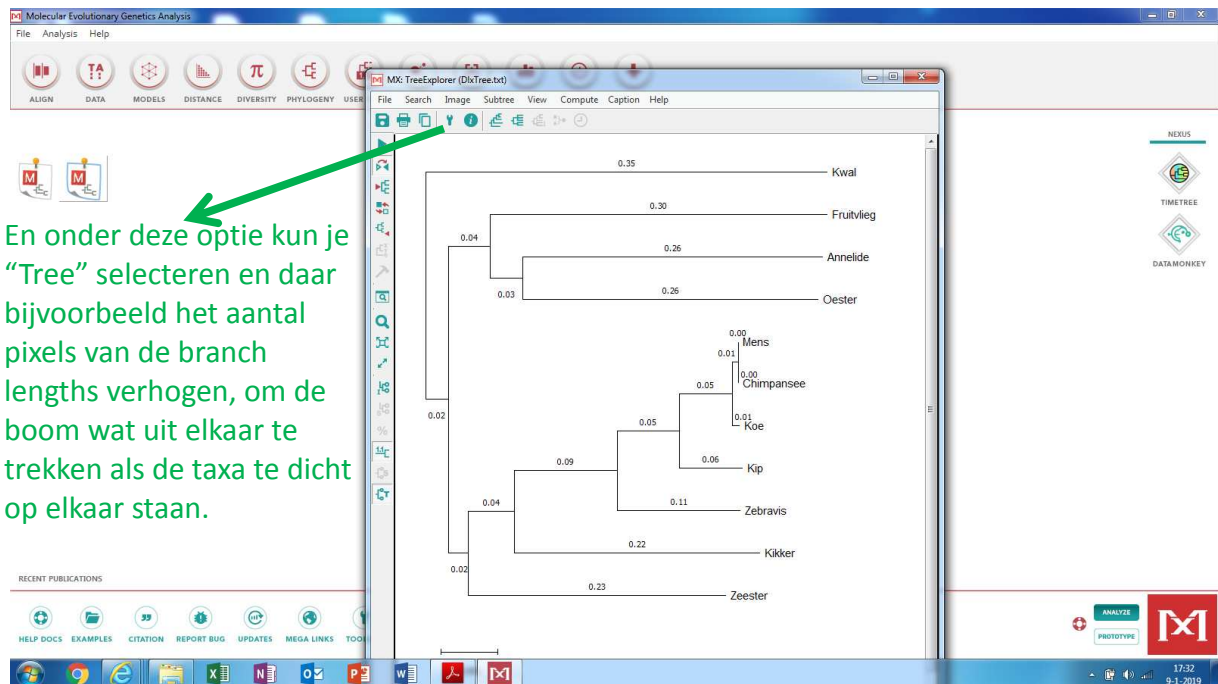 Molecular Evolutionary Genetics Analysis
File Analysis Help
ALIGN DATA MODELS DISTANCE DIVERSITY PHYLOGENY USER
MX: TreeExplorer (DlxTree.txt)
File Search Image Subtree View Compute Caption Help
NEXUS
TIMETREE
DATAMONKEY
En onder deze optie kun je
“Tree” selecteren en daar
bijvoorbeeld het aantal
pixels van de branch
lengths verhogen, om de
boom wat uit elkaar te
trekken als de taxa te dicht
op elkaar staan.
0.35
Kwal
0.30
Fruitvlieg
0.04
0.26
Annelide
0.03
0.26
Oester
0.00
Mens
0.01
0.00
Chimpansee
0.05
0.01
Koe
0.02
0.05
0.06
Kip
0.09
0.11
Zebravis
0.04
0.22
Kikker
0.02
0.23
Zeester
RECENT PUBLICATIONS
HELP DOCS EXAMPLES CITATION REPORT BUG UPDATES MEGA LINKS
ANALYZE
PROTOTYPE
17:32
9-1-2019